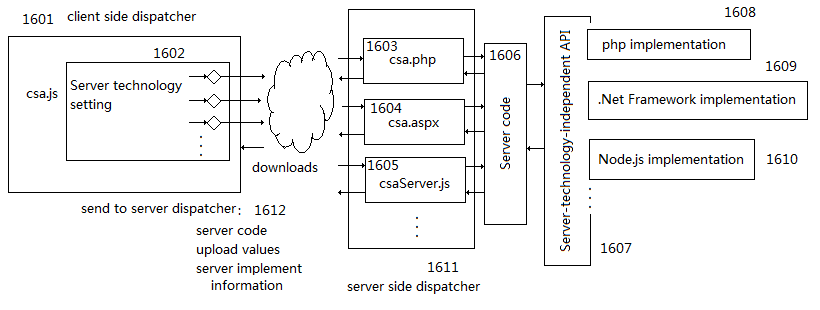 1601 client side dispatcher
1602
csa.js
Server technology
setting
downloads
send to server dispatcher: 1612
server code
upload values
server implement
information
1603
csa.php
1604
csa.aspx
1605
csaServer.js
1611
server side dispatcher
1606
Server code
Server-technology-independent API
1607
1608
php implementation
1609
.Net Framework implementation
Node.js implementation 1610